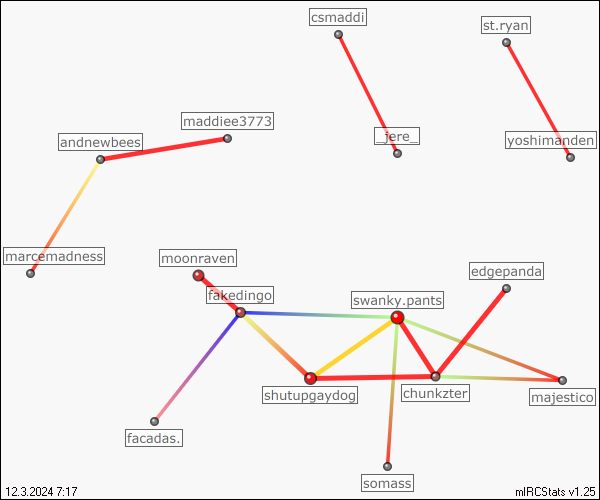 csmaddi
st.ryan
maddiee3773
_jere_
andnewbees
yoshimanden
marcemadness
moonraven
edgepanda
fakedingo
swanky.pants
shutupgaydog
chunkzter
majestico
facadas.
somass
12.3.2024 7:17
mIRCStats v1.25